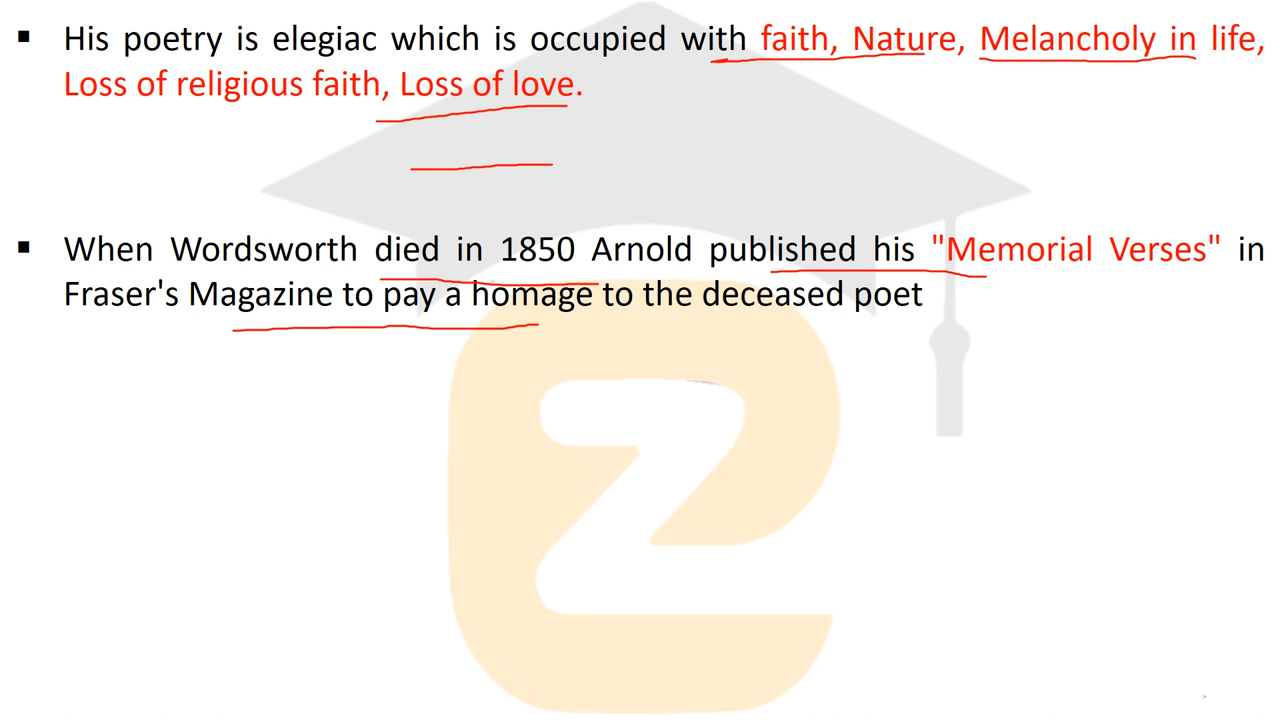 ▪ His poetry is elegiac which is occupied with faith, Nature, Melancholy in life,
Loss of religious faith, Loss of love.
▪ When Wordsworth died in 1850 Arnold published his "Memorial Verses" in
Fraser's Magazine to pay a homage to the deceased poet